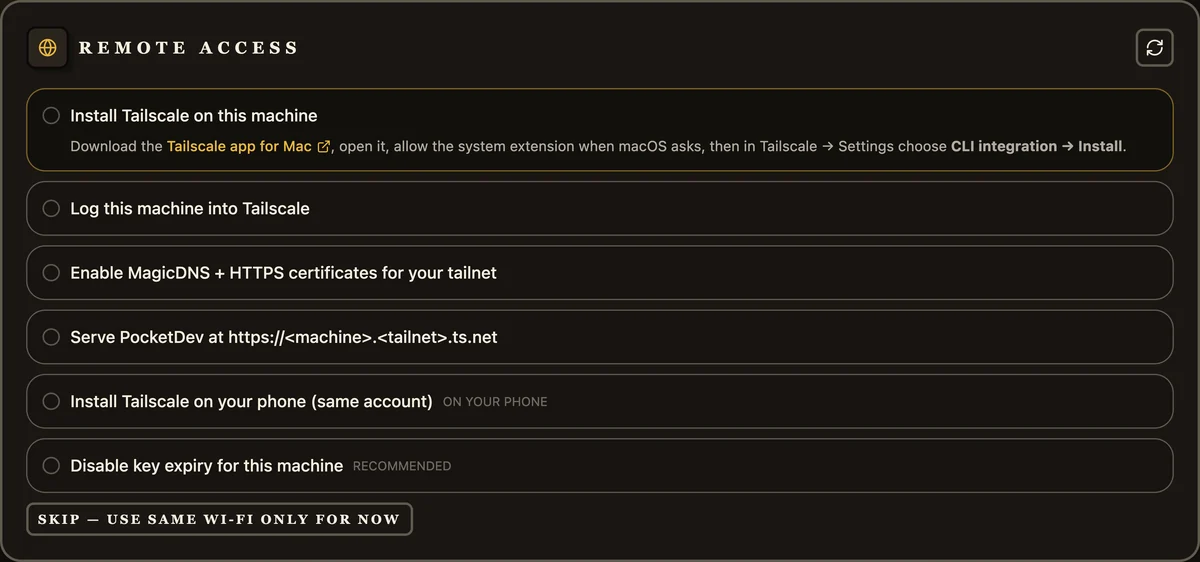 REMOTE ACCESS
Install Tailscale on this machine
Download the Tailscale app for Mac, open it, allow the system extension when macOS asks, then in Tailscale → Settings choose CLI integration → Install.
Log this machine into Tailscale
Enable MagicDNS + HTTPS certificates for your tailnet
Serve PocketDev at https://<machine>.<tailnet>.ts.net
Install Tailscale on your phone (same account) ON YOUR PHONE
Disable key expiry for this machine RECOMMENDED
SKIP — USE SAME WI-FI ONLY FOR NOW